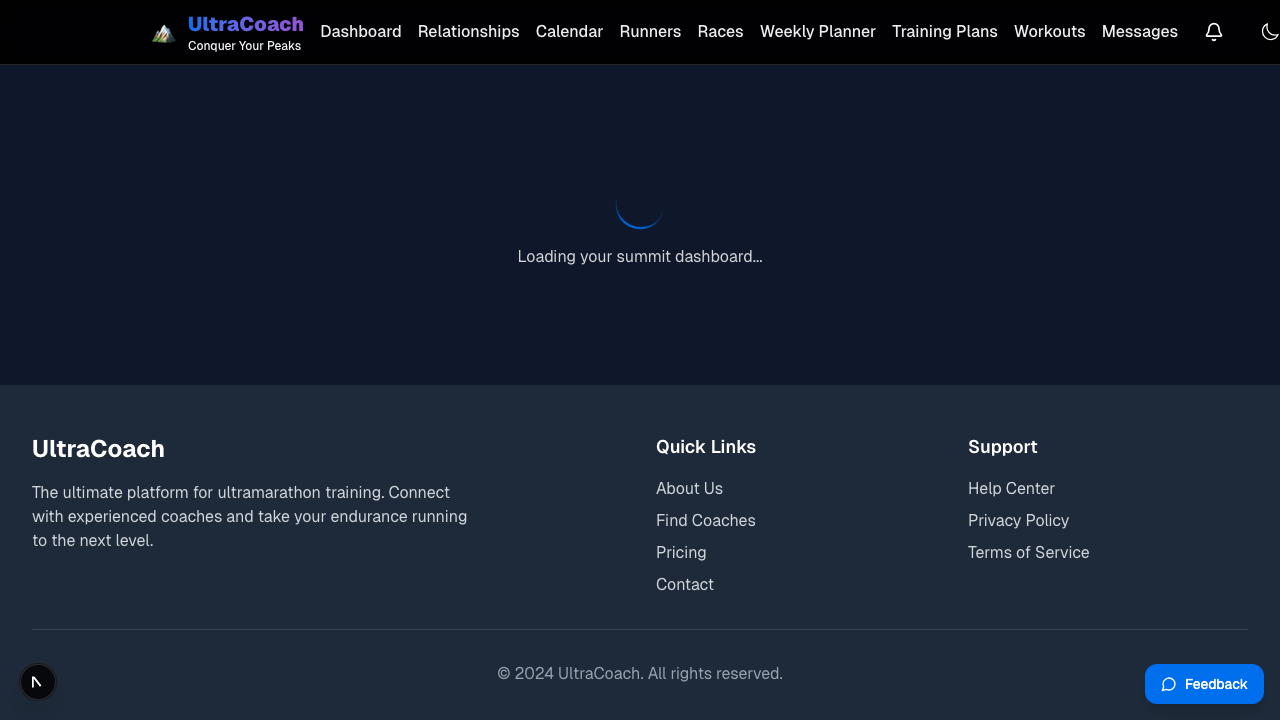 UltraCoach
Conquer Your Peaks
Dashboard
Relationships
Calendar
Runners
Races
Weekly Planner
Training Plans
Workouts
Messages
Loading your summit dashboard...
UltraCoach
The ultimate platform for ultramarathon training. Connect
with experienced coaches and take your endurance running
to the next level.
Quick Links
About Us
Find Coaches
Pricing
Contact
Support
Help Center
Privacy Policy
Terms of Service
© 2024 UltraCoach. All rights reserved.
Feedback